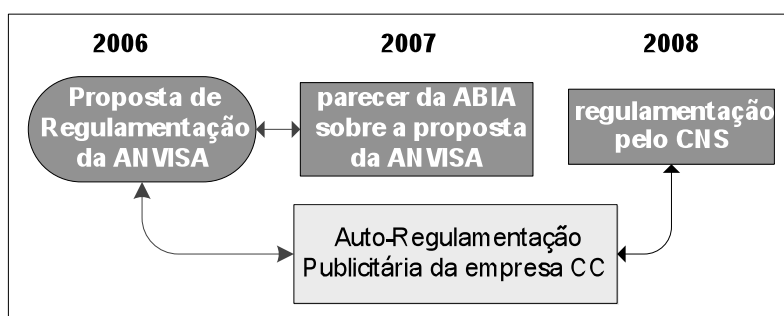 2006
2007
2008
Proposta de
Regulamentação
da ANVISA
parecer da ABIA
sobre a proposta
da ANVISA
regulamentação
pelo CNS
Auto-Regulamentação
Publicitária da empresa CC